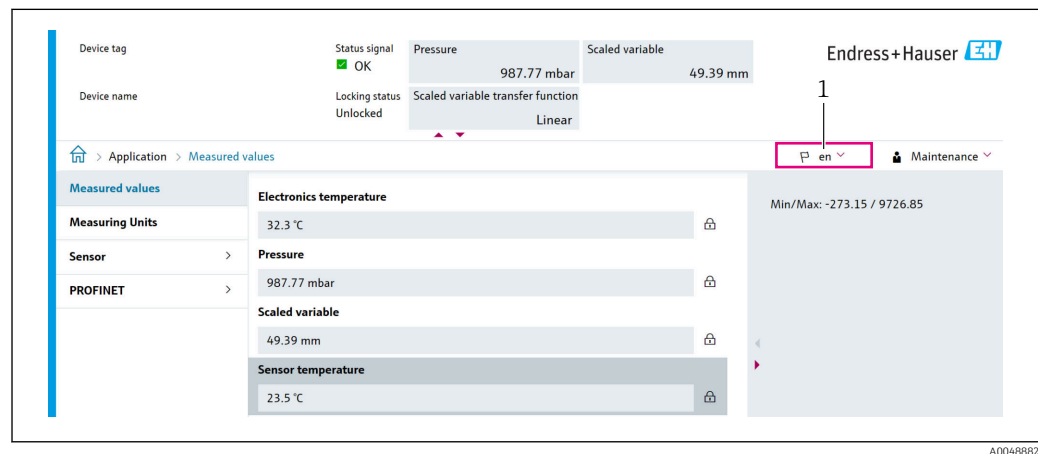 Device tag
Status signal
OK
Pressure
987.77 mbar
Scaled variable
49.39 mm
Endress+Hauser EH
1
Device name
Locking status
Unlocked
Scaled variable transfer function
Linear
> Application > Measured values
en
Maintenance
Measured values
Measuring Units
Sensor >
PROFINET >
Electronics temperature
32.3 °C
Pressure
987.77 mbar
Scaled variable
49.39 mm
Sensor temperature
23.5 °C
Min/Max: -273.15 / 9726.85
A0048882